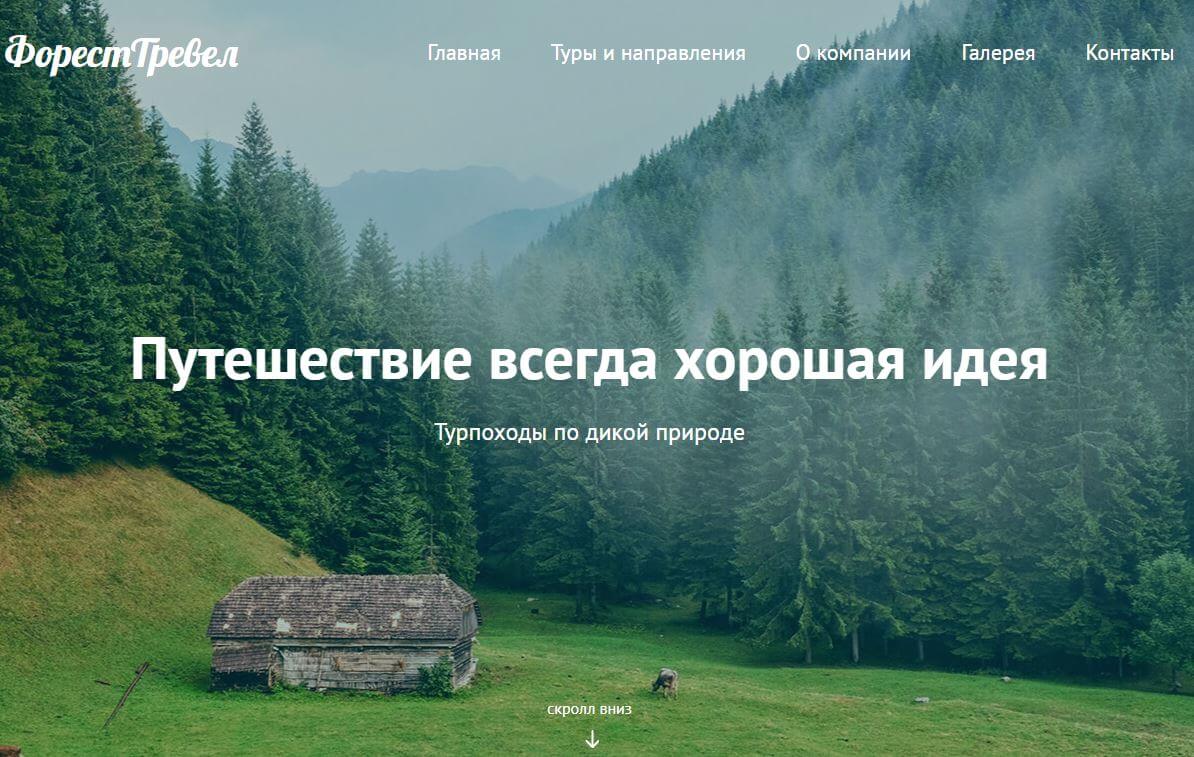 ФорестТревел
Главная Туры и направления О компании Галерея Контакты
Путешествие всегда хорошая идея
Турпоходы по дикой природе
скролл вниз